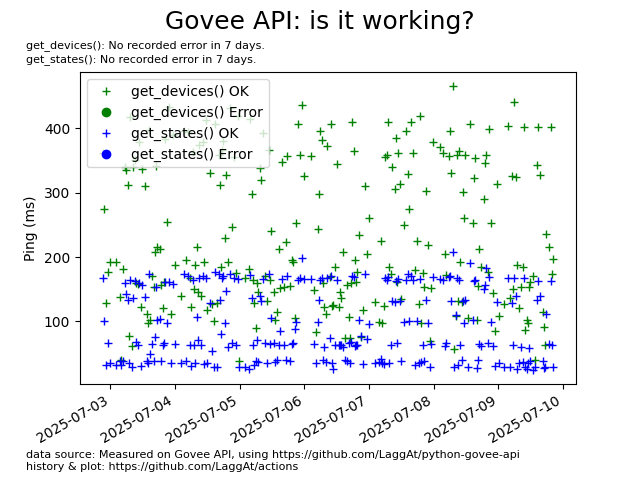 Govee API: is it working?
get_devices(): No recorded error in 7 days.
get_states(): No recorded error in 7 days.
get_devices() OK
get_devices() Error
get_states() OK
get_states() Error
Ping (ms)
400
300
200
100
2025-07-03
2025-07-04
2025-07-05
2025-07-06
2025-07-07
2025-07-08
2025-07-09
2025-07-10
data source: Measured on Govee API, using https://github.com/LaggAt/python-govee-api
history & plot: https://github.com/LaggAt/actions